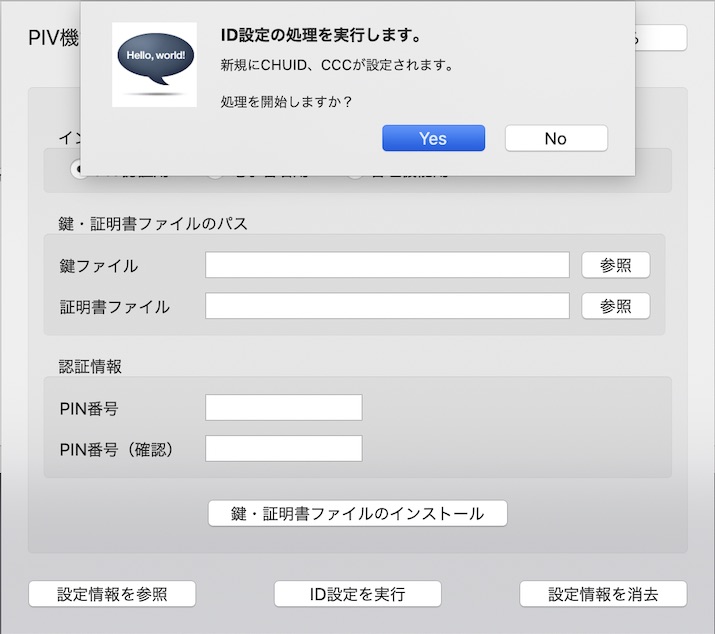 PIV機
Hello, world!
ID設定の処理を実行します。
新規にCHUID、CCCが設定されます。
処理を開始しますか？
Yes
No
鍵・証明書ファイルのパス
鍵ファイル
参照
証明書ファイル
参照
認証情報
PIN番号
PIN番号（確認）
鍵・証明書ファイルのインストール
設定情報を参照
ID設定を実行
設定情報を消去